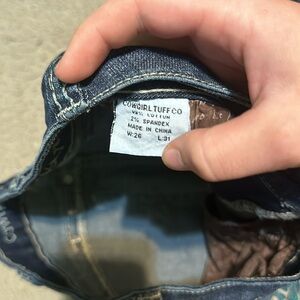 COWGIRL TUFF CO
98% COTTON
2% SPANDEX
MADE IN CHINA
W:26 L:31